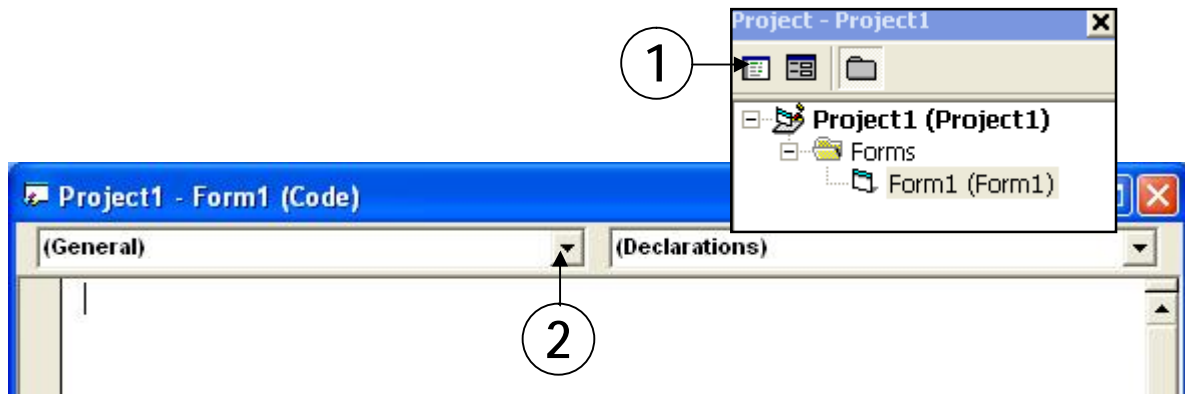 Project - Project1
1
Project1 (Project1)
Forms
Form1 (Form1)
Project1 - Form1 (Code)
(General)
(Declarations)
2